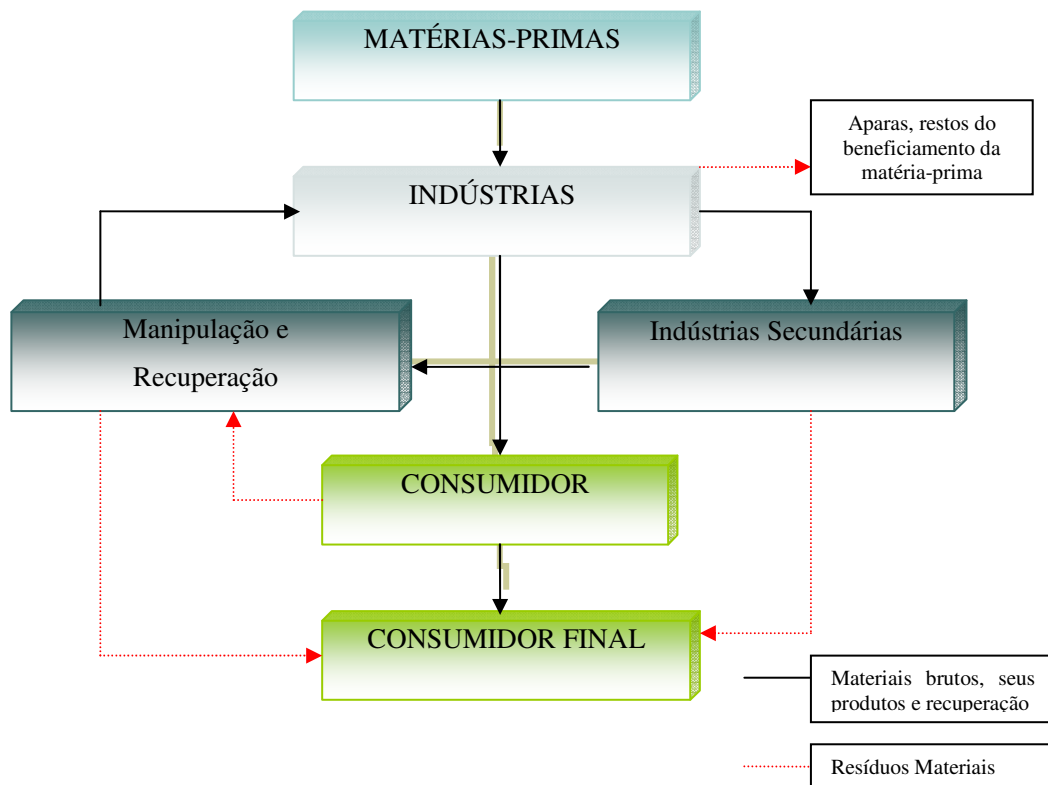 MATÉRIAS-PRIMAS
Aparas, restos do
beneficiamento da
matéria-prima
INDÚSTRIAS
Manipulação e
Recuperação
Indústrias Secundárias
CONSUMIDOR
CONSUMIDOR FINAL
Materiais brutos, seus
produtos e recuperação
Resíduos Materiais